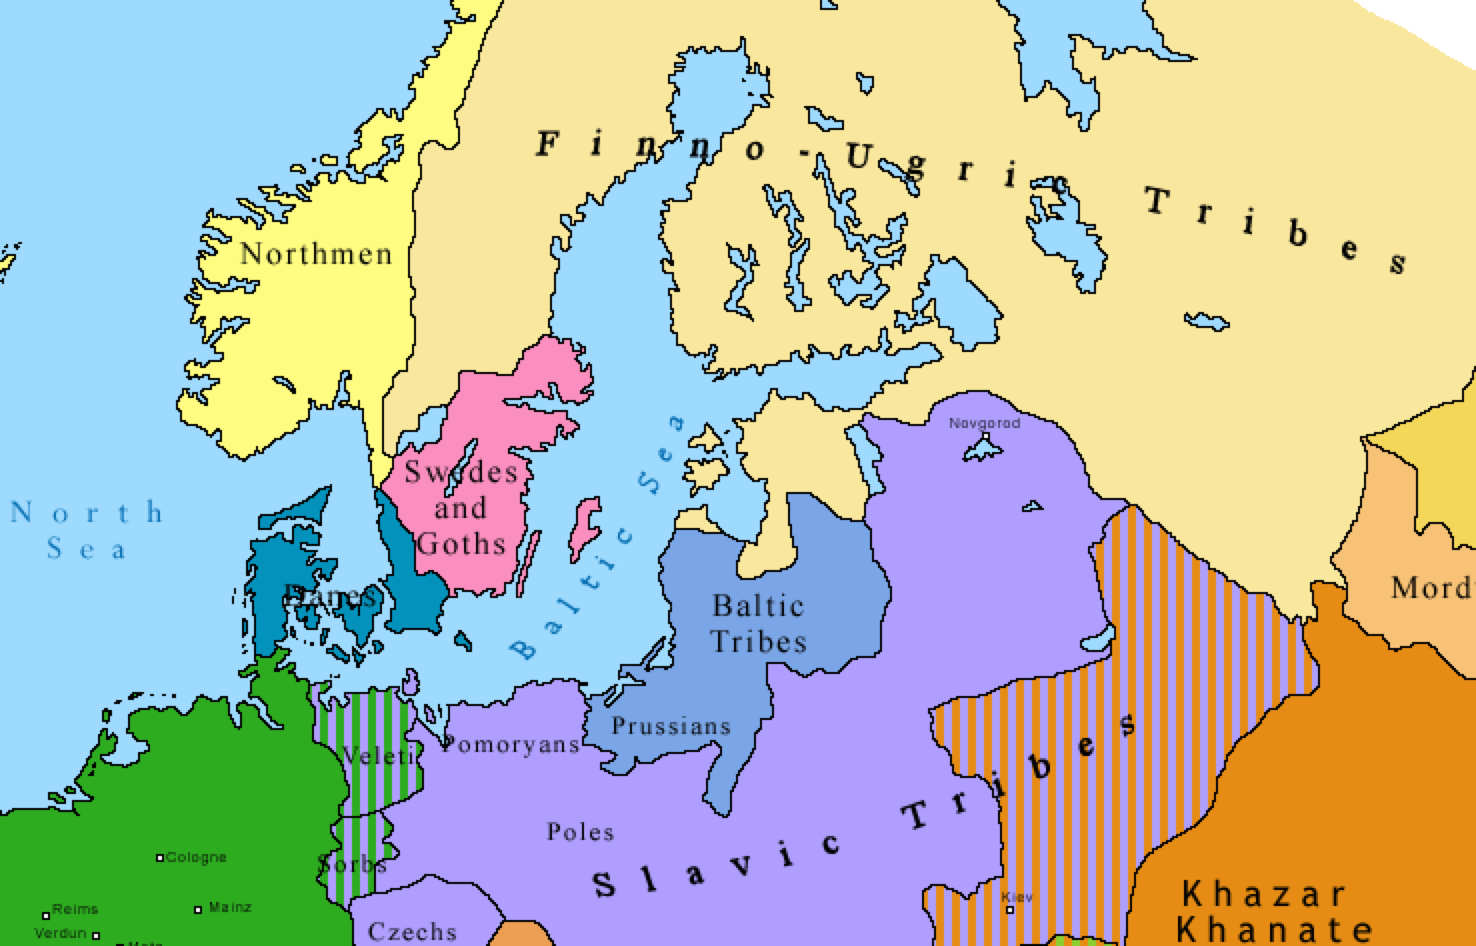 Finno-Ugric Tribes
Northmen
Novgorod
Swedes
and
Goths
North
Sea
Baltic Sea
Danes
Mord
Baltic
Tribes
Prussians
Pomoryans
Veleti
Slavic Tribes
Poles
Sorbs
Cologne
Khazar
Khanate
Kiev
Reims
Mainz
Verdun
Czechs